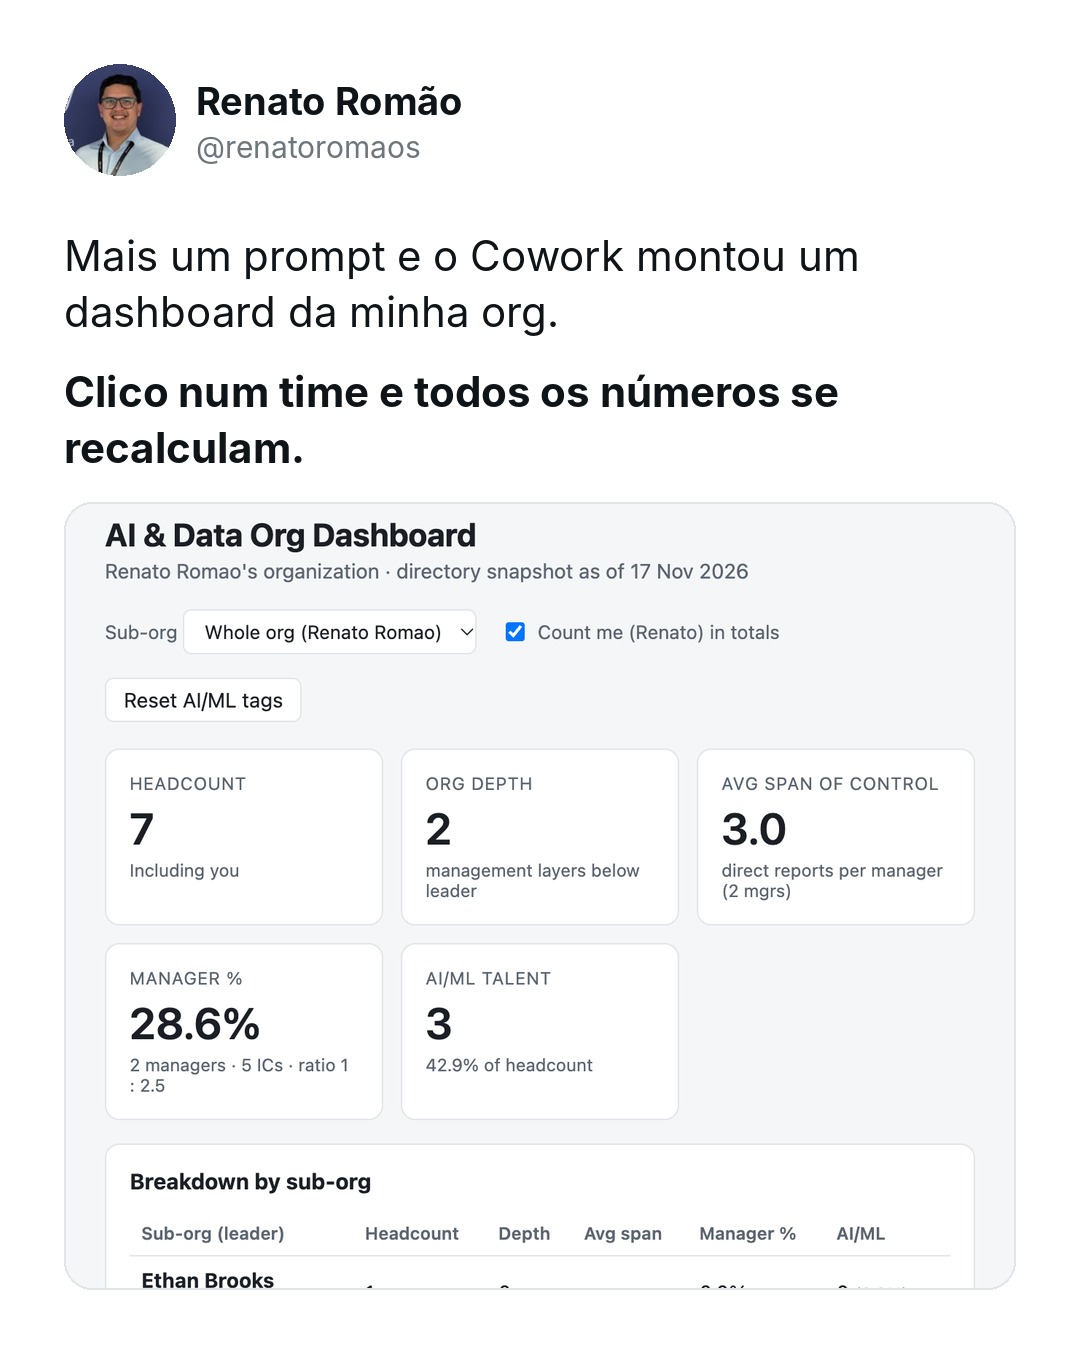 Renato Romão
@renatoromaos
Mais um prompt e o Cowork montou um
dashboard da minha org.
Clico num time e todos os números se
recalculam.
AI & Data Org Dashboard
Renato Romao's organization · directory snapshot as of 17 Nov 2026
Sub-org Whole org (Renato Romao) Count me (Renato) in totals
Reset AI/ML tags
HEADCOUNT
7
Including you
ORG DEPTH
2
management layers below
leader
AVG SPAN OF CONTROL
3.0
direct reports per manager
(2 mgrs)
MANAGER %
28.6%
2 managers · 5 ICs · ratio 1
: 2.5
AI/ML TALENT
3
42.9% of headcount
Breakdown by sub-org
Sub-org (leader) Headcount Depth Avg span Manager % AI/ML
Ethan Brooks